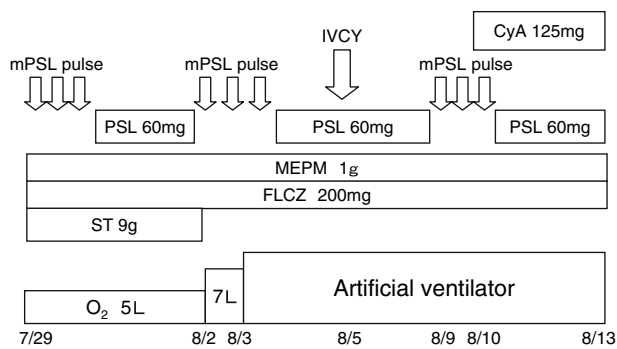 CyA 125mg
IVCY
mPSL pulse
mPSL pulse
mPSL pulse
PSL 60mg
PSL 60mg
PSL 60mg
MEPM 1g
FLCZ 200mg
ST 9g
O₂ 5L
7L
Artificial ventilator
7/29 8/2 8/3 8/5 8/9 8/10 8/13